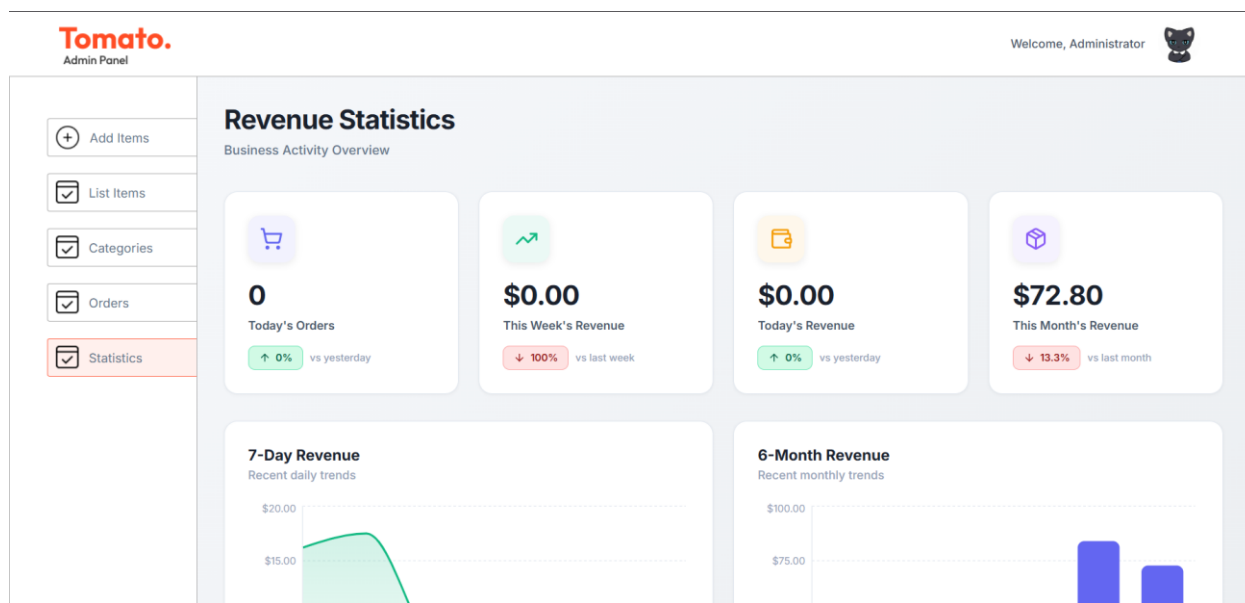 Tomato.
Admin Panel
Welcome, Administrator
Add Items
List Items
Categories
Orders
Statistics
Revenue Statistics
Business Activity Overview
0
Today's Orders
↑ 0% vs yesterday
$0.00
This Week's Revenue
↓ 100% vs last week
$0.00
Today's Revenue
↑ 0% vs yesterday
$72.80
This Month's Revenue
↓ 13.3% vs last month
7-Day Revenue
Recent daily trends
$20.00
$15.00
6-Month Revenue
Recent monthly trends
$100.00
$75.00